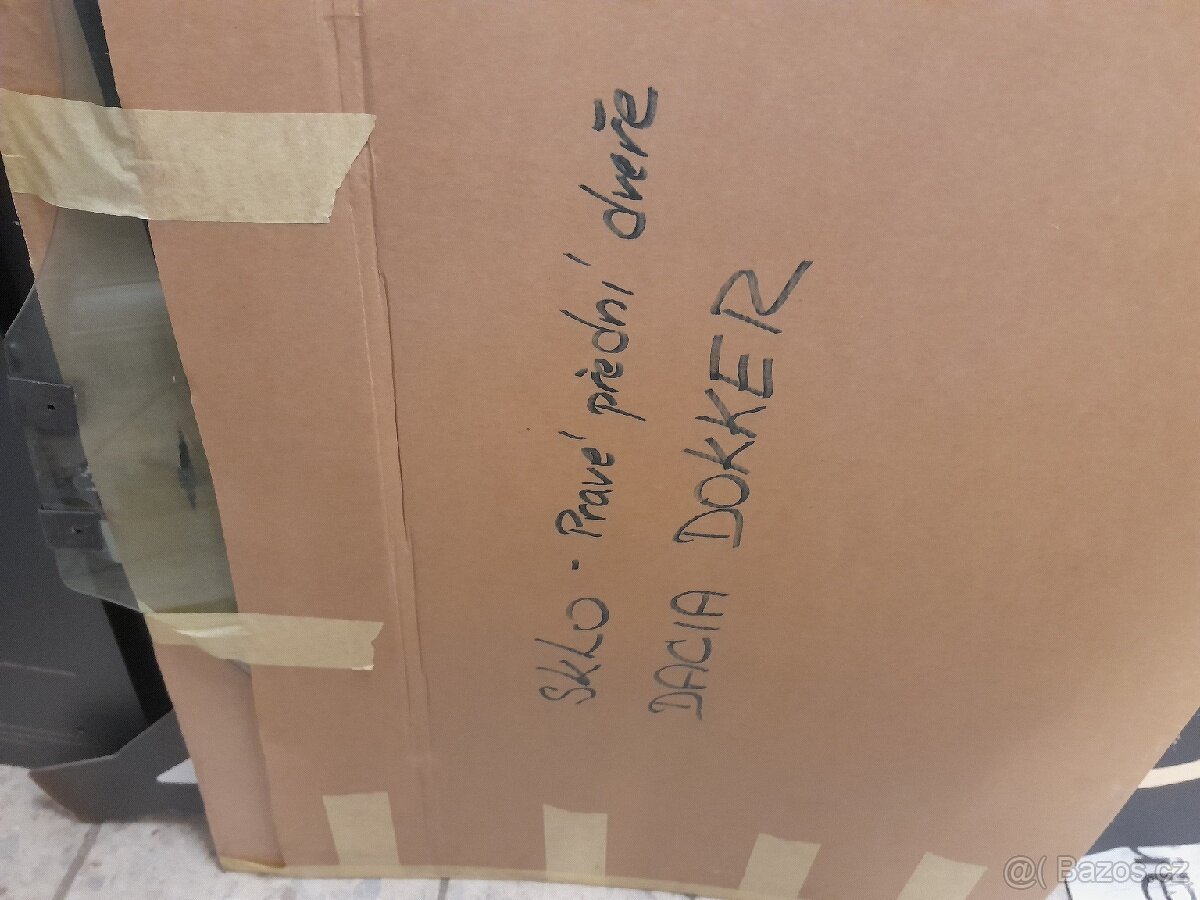 Sklo - Pravé přední dveře
DACIA DOKKER
@( Bazos.cz